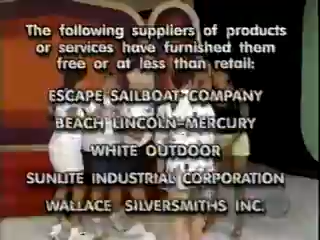 The following suppliers of products
or services have furnished them
free or at less than retail:
ESCAPE SAILBOAT COMPANY
BEACH LINCOLN-MERCURY
WHITE OUTDOOR
SUNLITE INDUSTRIAL CORPORATION
WALLACE SILVERSMITHS INC.